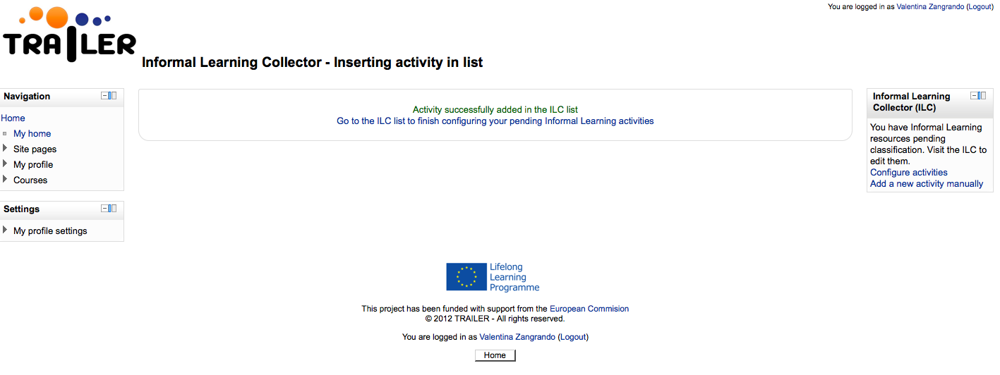 You are logged in as Valentina Zangrando (Logout)
TRAILER
Informal Learning Collector - Inserting activity in list
Navigation
Home
My home
Site pages
My profile
Courses
Settings
My profile settings
Activity successfully added in the ILC list
Go to the ILC list to finish configuring your pending Informal Learning activities
Informal Learning
Collector (ILC)
You have Informal Learning
resources pending
classification. Visit the ILC to
edit them.
Configure activities
Add a new activity manually
Lifelong
Learning
Programme
This project has been funded with support from the European Commision
© 2012 TRAILER - All rights reserved.
You are logged in as Valentina Zangrando (Logout)
Home